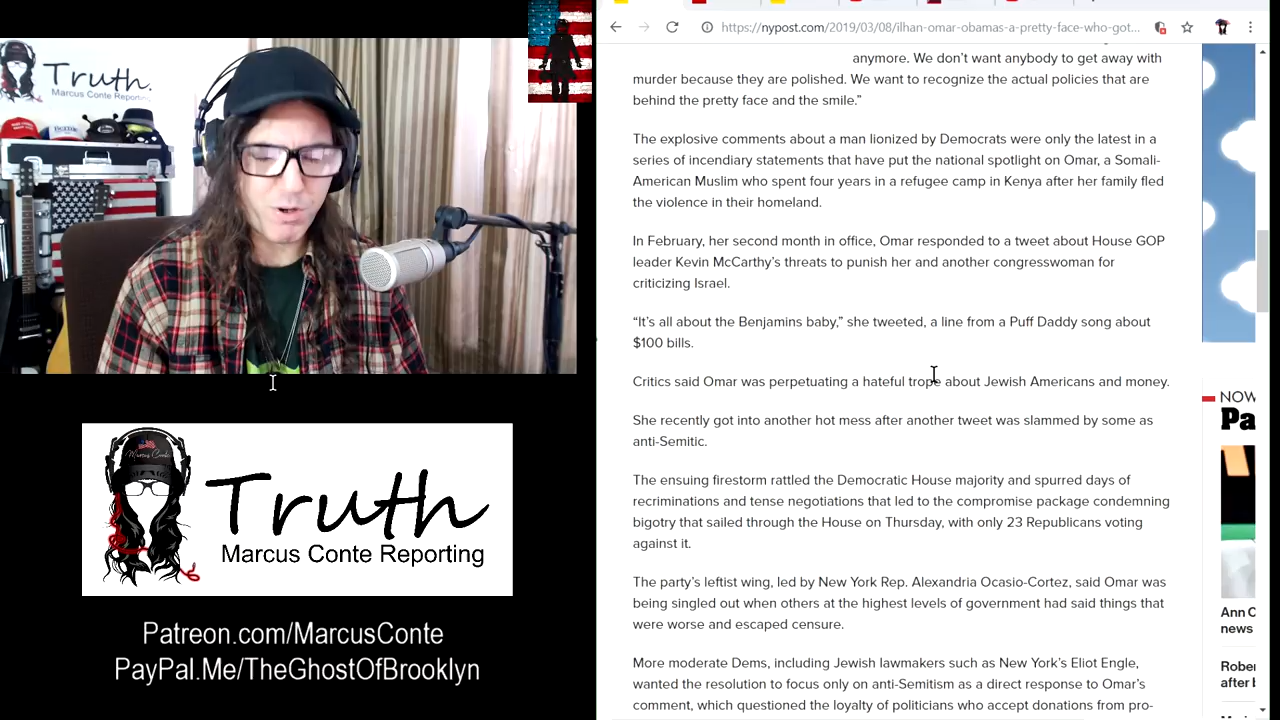 Truth.
Marcus Conte Reporting
Bernie
Marcus Conte
Truth
Marcus Conte Reporting
Patreon.com/MarcusConte
PayPal.Me/TheGhostOfBrooklyn
https://nypost.com/2019/03/08/ilhan-omar-obamas-a-pretty-face-who-got...
anymore. We don’t want anybody to get away with
murder because they are polished. We want to recognize the actual policies that are
behind the pretty face and the smile.”
The explosive comments about a man lionized by Democrats were only the latest in a
series of incendiary statements that have put the national spotlight on Omar, a Somali-
American Muslim who spent four years in a refugee camp in Kenya after her family fled
the violence in their homeland.
In February, her second month in office, Omar responded to a tweet about House GOP
leader Kevin McCarthy’s threats to punish her and another congresswoman for
criticizing Israel.
“It’s all about the Benjamins baby,” she tweeted, a line from a Puff Daddy song about
$100 bills.
Critics said Omar was perpetuating a hateful trope about Jewish Americans and money.
She recently got into another hot mess after another tweet was slammed by some as
anti-Semitic.
The ensuing firestorm rattled the Democratic House majority and spurred days of
recriminations and tense negotiations that led to the compromise package condemning
bigotry that sailed through the House on Thursday, with only 23 Republicans voting
against it.
The party’s leftist wing, led by New York Rep. Alexandria Ocasio-Cortez, said Omar was
being singled out when others at the highest levels of government had said things that
were worse and escaped censure.
More moderate Dems, including Jewish lawmakers such as New York’s Eliot Engle,
wanted the resolution to focus only on anti-Semitism as a direct response to Omar’s
comment, which questioned the loyalty of politicians who accept donations from pro-
NOW
Pa
Ann C
news
Rober
after b